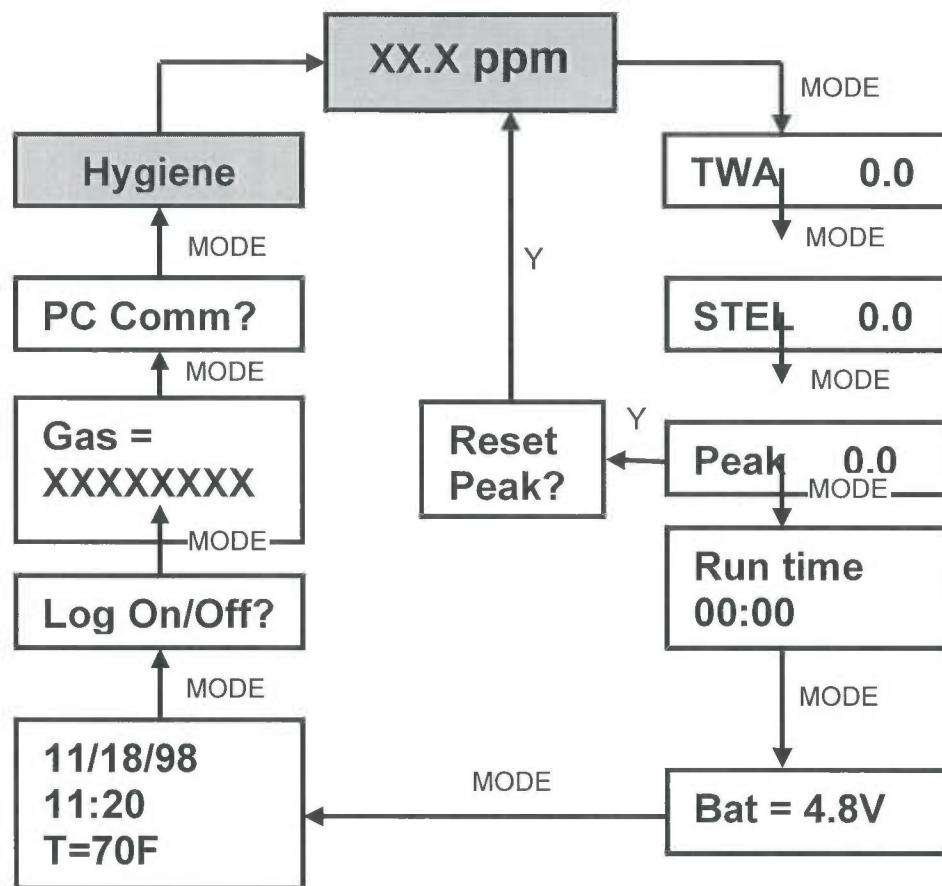 XX.X ppm
MODE
Hygiene
TWA 0.0
MODE
MODE
Y
PC Comm?
STEL 0.0
MODE
MODE
Gas =
XXXXXXXX
Reset
Peak?
Y
Peak 0.0
MODE
MODE
Run time
00:00
Log On/Off?
MODE
MODE
11/18/98
11:20
T=70F
MODE
Bat = 4.8V